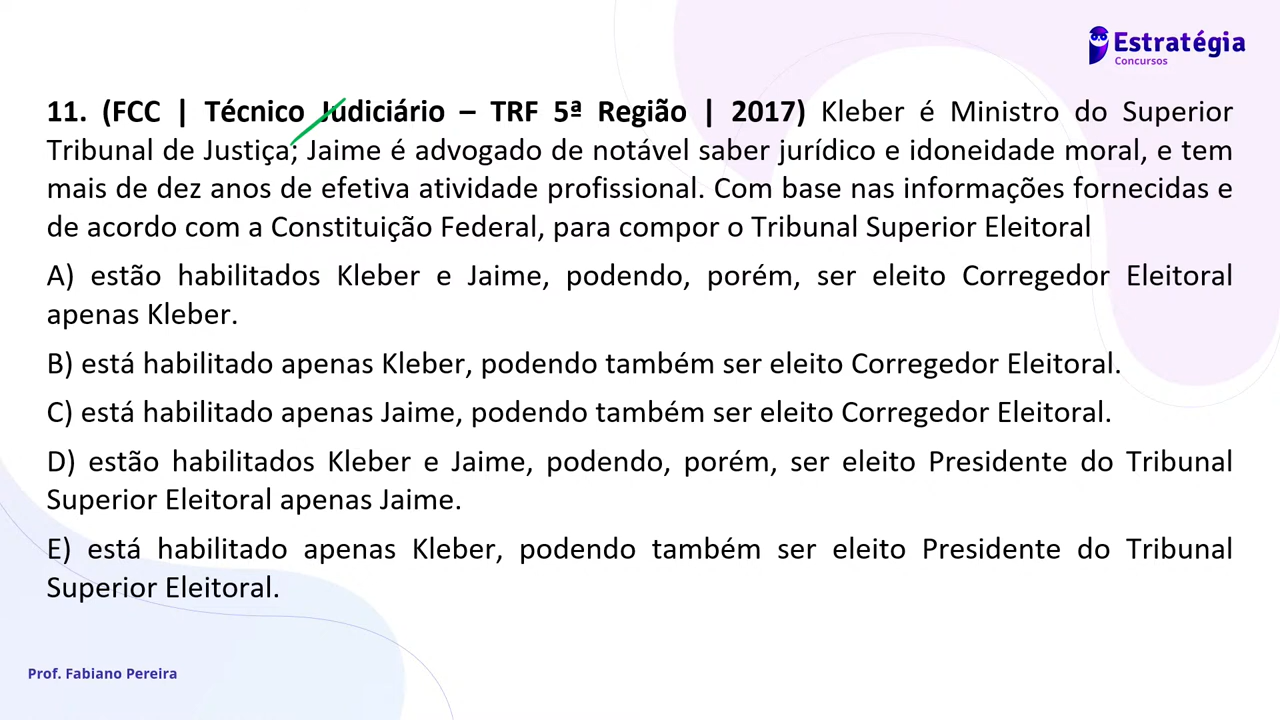 Estratégia
Concursos
11. (FCC | Técnico Judiciário – TRF 5ª Região | 2017) Kleber é Ministro do Superior
Tribunal de Justiça; Jaime é advogado de notável saber jurídico e idoneidade moral, e tem
mais de dez anos de efetiva atividade profissional. Com base nas informações fornecidas e
de acordo com a Constituição Federal, para compor o Tribunal Superior Eleitoral
A) estão habilitados Kleber e Jaime, podendo, porém, ser eleito Corregedor Eleitoral
apenas Kleber.
B) está habilitado apenas Kleber, podendo também ser eleito Corregedor Eleitoral.
C) está habilitado apenas Jaime, podendo também ser eleito Corregedor Eleitoral.
D) estão habilitados Kleber e Jaime, podendo, porém, ser eleito Presidente do Tribunal
Superior Eleitoral apenas Jaime.
E) está habilitado apenas Kleber, podendo também ser eleito Presidente do Tribunal
Superior Eleitoral.
Prof. Fabiano Pereira